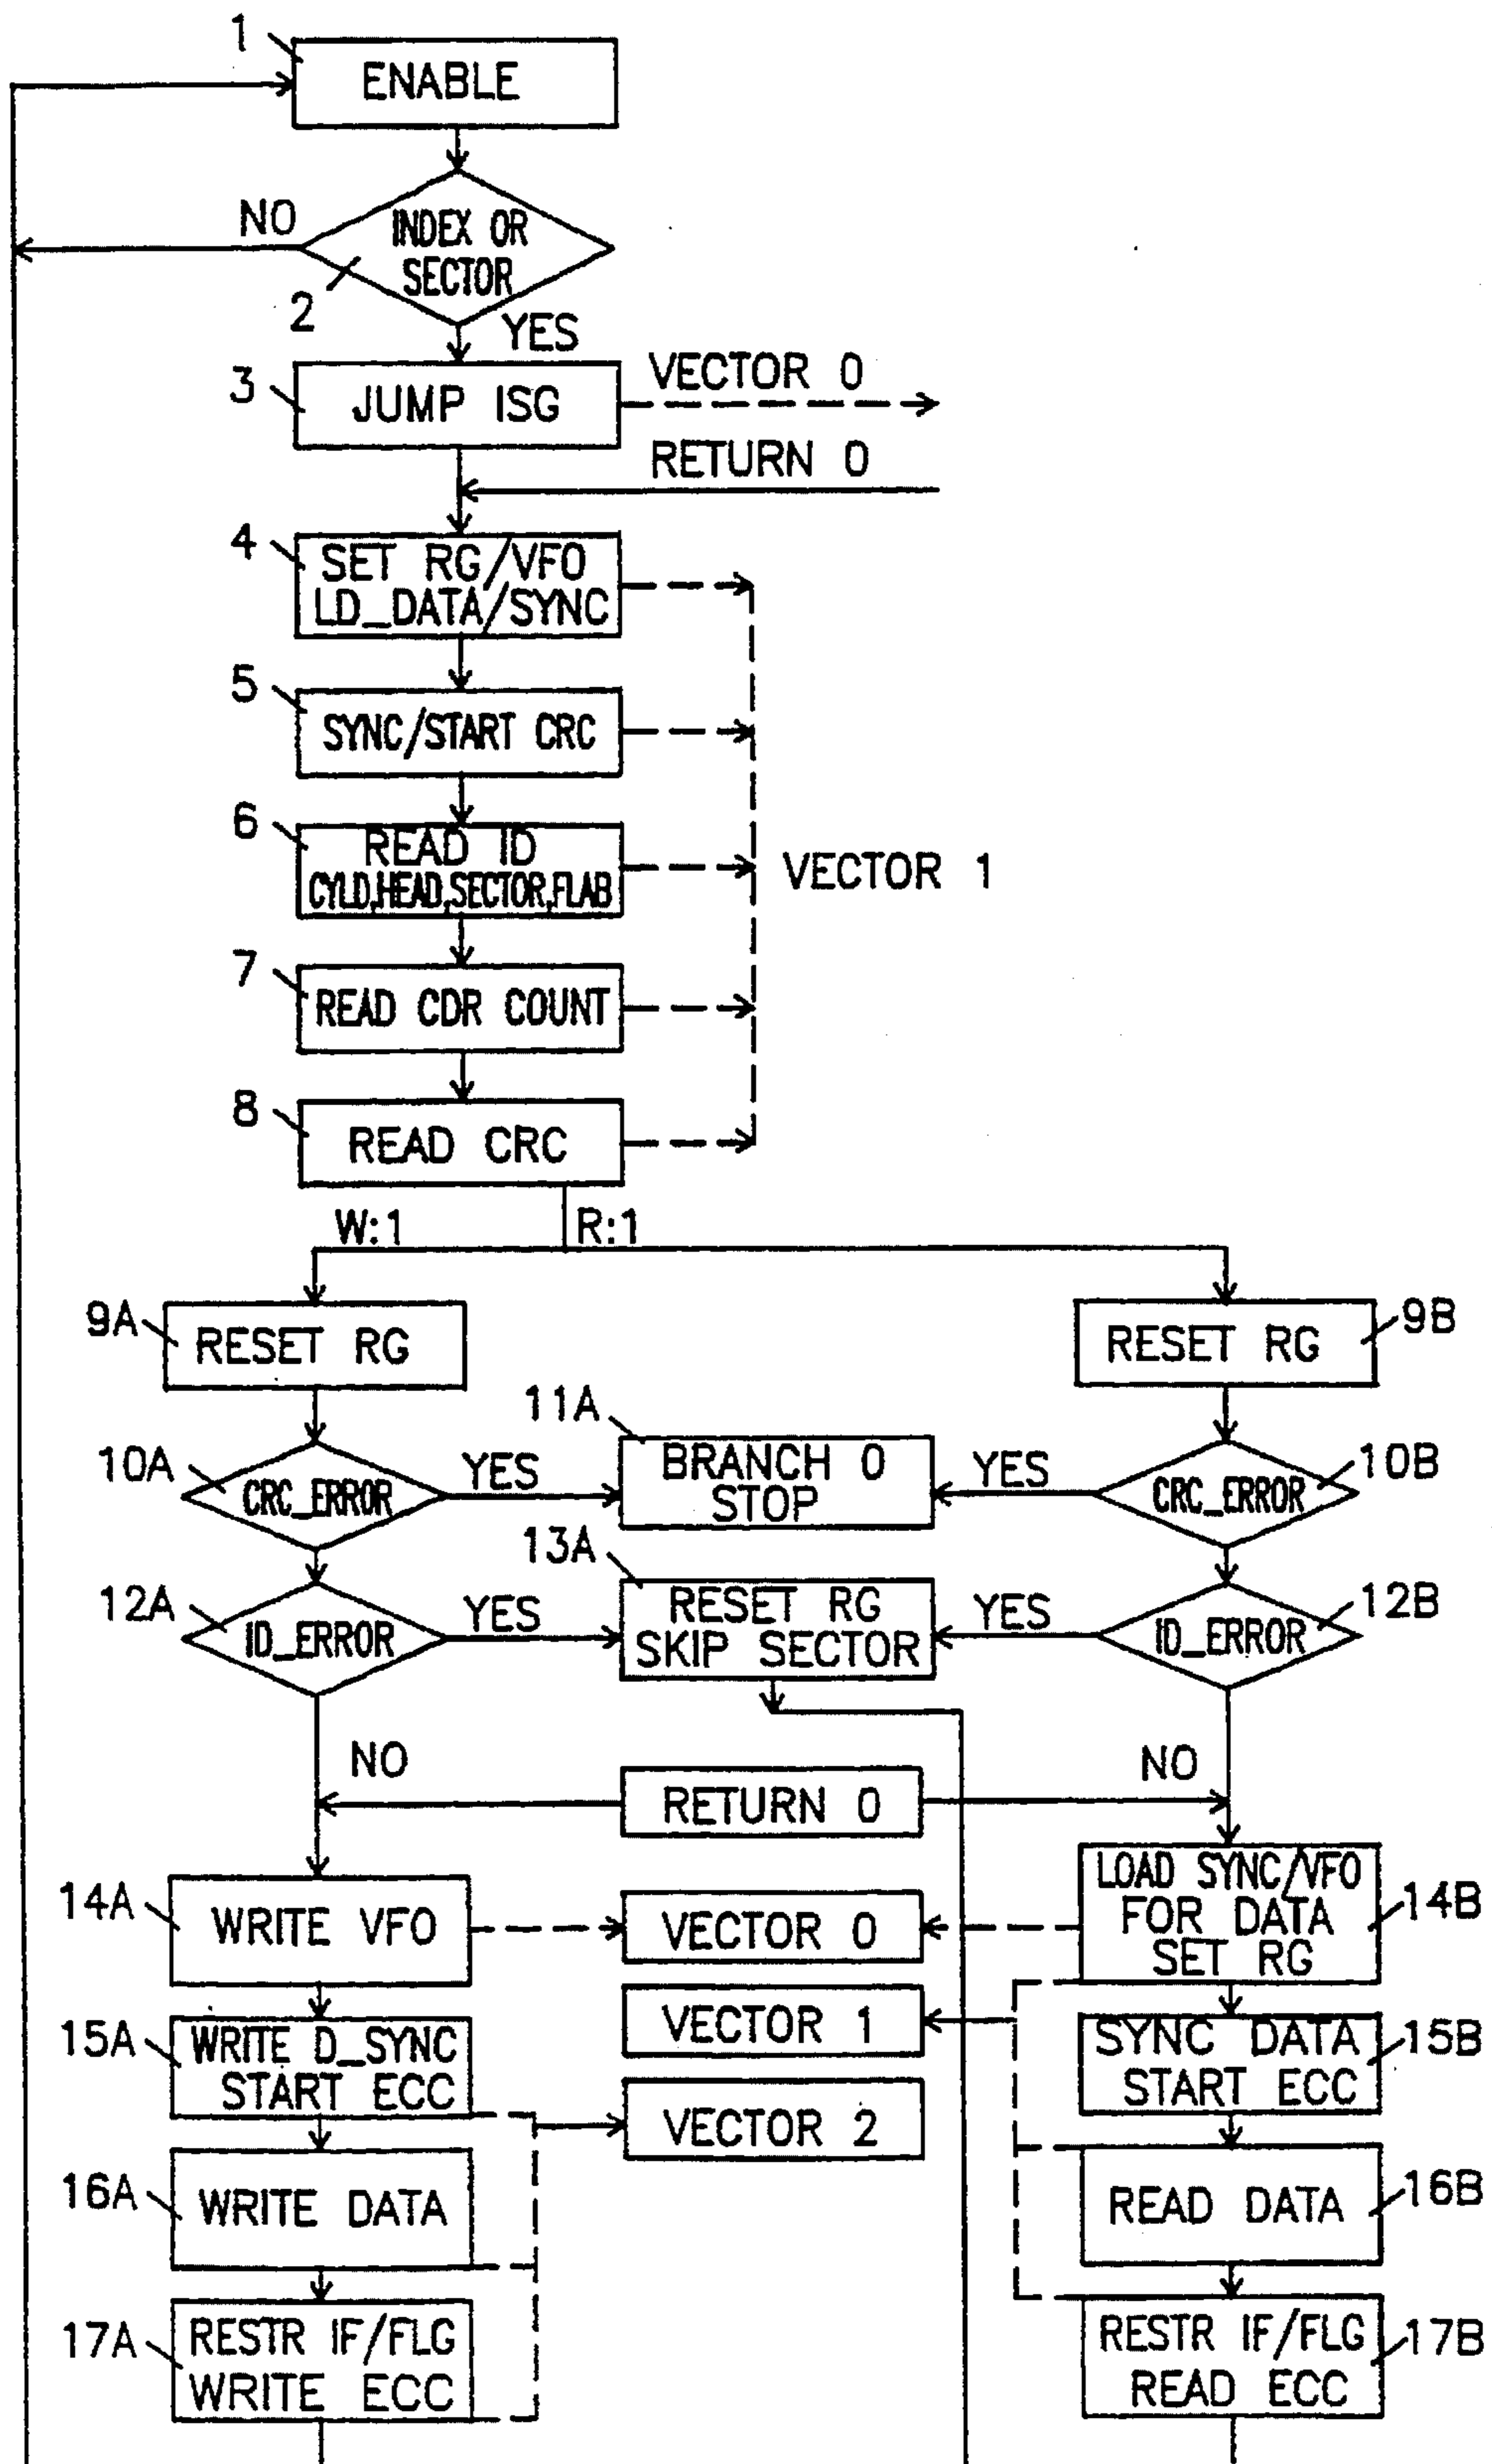 1
ENABLE
NO
INDEX OR
SECTOR
2
YES
3
JUMP ISG
VECTOR 0
RETURN 0
4
SET RG/VFO
LD_DATA/SYNC
5
SYNC/START CRC
6
READ ID
CYLD,HEAD,SECTOR,FLAB
VECTOR 1
7
READ CDR COUNT
8
READ CRC
W:1 R:1
9A
RESET RG
RESET RG
9B
11A
10A
CRC_ERROR
YES
BRANCH 0
STOP
YES
CRC_ERROR
10B
13A
12A
ID_ERROR
YES
RESET RG
SKIP SECTOR
YES
ID_ERROR
12B
NO
RETURN 0
NO
14A
WRITE VFO
VECTOR 0
LOAD SYNC/VFO
FOR DATA
SET RG
14B
15A
WRITE D_SYNC
START ECC
VECTOR 1
SYNC DATA
START ECC
15B
VECTOR 2
16A
WRITE DATA
READ DATA
16B
17A
RESTR IF/FLG
WRITE ECC
RESTR IF/FLG
READ ECC
17B